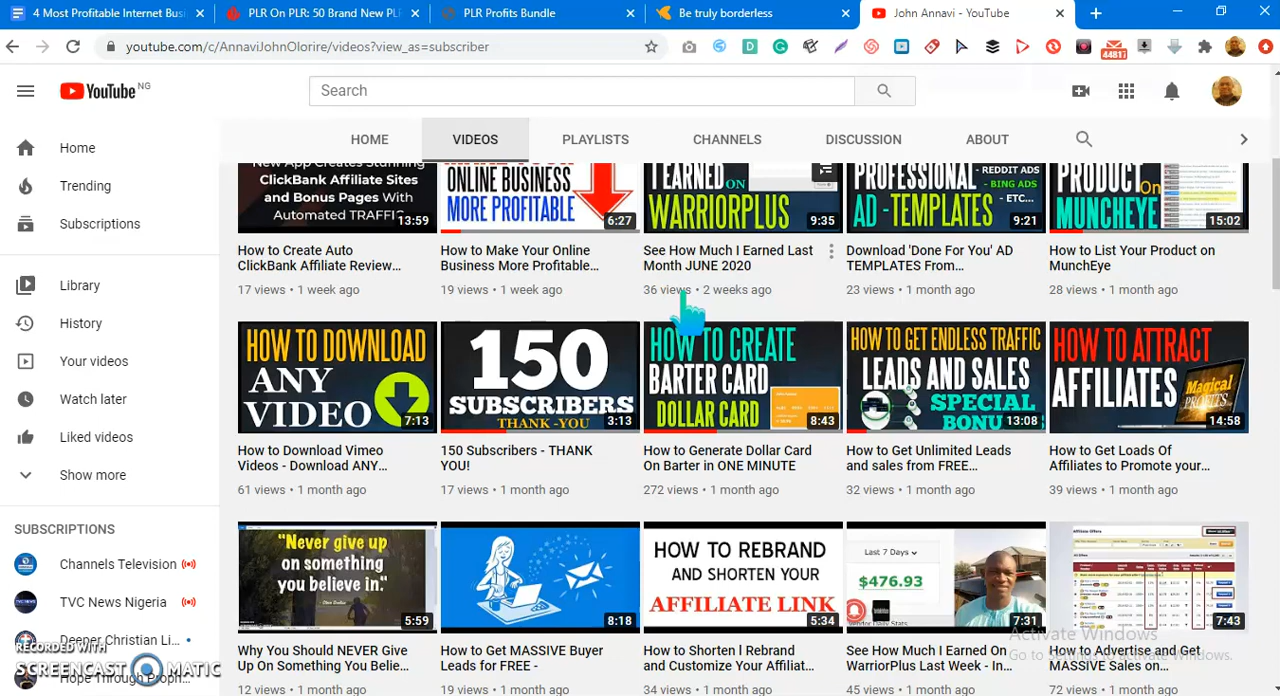 4 Most Profitable Internet Busi
PLR On PLR: 50 Brand New PLR
PLR Profits Bundle
Be truly borderless
John Annavi - YouTube
youtube.com/c/AnnaviJohnOlorire/videos?view_as=subscriber
44817
YouTube NG
Search
HOME
VIDEOS
PLAYLISTS
CHANNELS
DISCUSSION
ABOUT
Home
Trending
Subscriptions
Library
History
Your videos
Watch later
Liked videos
Show more
SUBSCRIPTIONS
Channels Television
TVC News Nigeria
Deeper Christian Li...
Hope Through Proph...
RECORDED WITH
SCREENCAST MATIC
New App Creates Stunning
ClickBank Affiliate Sites
and Bonus Pages With
Automated TRAFFIC
13:59
How to Create Auto
ClickBank Affiliate Review...
17 views • 1 week ago
ONLINE BUSINESS
MORE PROFITABLE
6:27
How to Make Your Online
Business More Profitable...
19 views • 1 week ago
I EARNED ON
WARRIORPLUS
9:35
See How Much I Earned Last
Month JUNE 2020
36 views • 2 weeks ago
PROFESSIONAL
AD - TEMPLATES
- REDDIT ADS
- BING ADS
- ETC...
9:21
Download 'Done For You' AD
TEMPLATES From...
23 views • 1 month ago
PRODUCT On
MUNCHEYE
15:02
How to List Your Product on
MunchEye
28 views • 1 month ago
HOW TO DOWNLOAD
ANY
VIDEO
7:13
How to Download Vimeo
Videos - Download ANY...
61 views • 1 month ago
150
SUBSCRIBERS
THANK -YOU
3:13
150 Subscribers - THANK
YOU!
17 views • 1 month ago
HOW TO CREATE
BARTER CARD
DOLLAR CARD
8:43
How to Generate Dollar Card
On Barter in ONE MINUTE
272 views • 1 month ago
HOW TO GET ENDLESS TRAFFIC
LEADS AND SALES
SPECIAL
BONU
13:08
How to Get Unlimited Leads
and sales from FREE...
32 views • 1 month ago
HOW TO ATTRACT
AFFILIATES
Magical
PROFITS
14:58
How to Get Loads Of
Affiliates to Promote your...
39 views • 1 month ago
"Never give up
on something
you believe in."
5:59
Why You Should NEVER Give
Up On Something You Belie...
12 views • 1 month ago
8:18
How to Get MASSIVE Buyer
Leads for FREE -
19 views • 1 month ago
HOW TO REBRAND
AND SHORTEN YOUR
AFFILIATE LINK
5:34
How to Shorten l Rebrand
and Customize Your Affiliat...
34 views • 1 month ago
Last 7 Days
$476.93
7:31
See How Much I Earned On
WarriorPlus Last Week - In...
45 views • 1 month ago
7:43
How to Advertise and Get
MASSIVE Sales on...
72 views • 1 month ago
Activate Windows
Go to Settings to activate Windows.